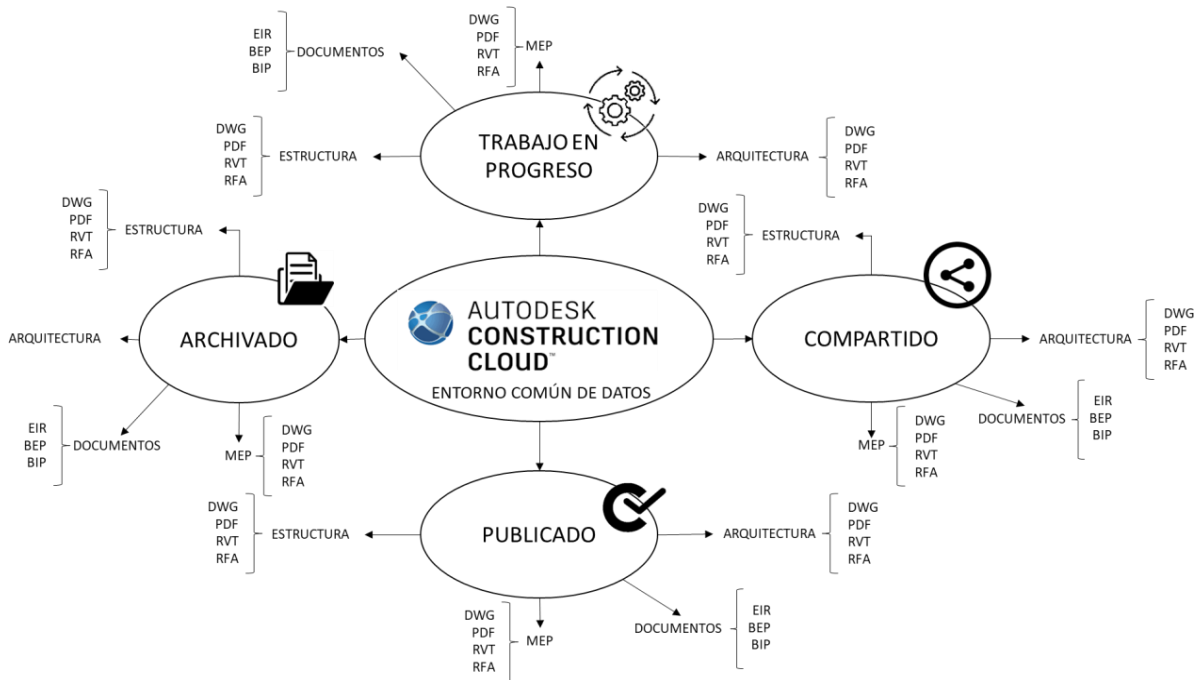 EIR
BEP
BIP
DOCUMENTOS
DWG
PDF
RVT
RFA
MEP
DWG
PDF
RVT
RFA
ESTRUCTURA
TRABAJO EN
PROGRESO
ARQUITECTURA
DWG
PDF
RVT
RFA
DWG
PDF
RVT
RFA
ESTRUCTURA
ARCHIVADO
ARQUITECTURA
EIR
BEP
BIP
DOCUMENTOS
MEP
DWG
PDF
RVT
RFA
AUTODESK
CONSTRUCTION
CLOUD™
ENTORNO COMÚN DE DATOS
DWG
PDF
RVT
RFA
ESTRUCTURA
COMPARTIDO
ARQUITECTURA
DWG
PDF
RVT
RFA
DOCUMENTOS
EIR
BEP
BIP
MEP
DWG
PDF
RVT
RFA
DWG
PDF
RVT
RFA
ESTRUCTURA
PUBLICADO
ARQUITECTURA
DWG
PDF
RVT
RFA
DWG
PDF
RVT
RFA
MEP
DOCUMENTOS
EIR
BEP
BIP